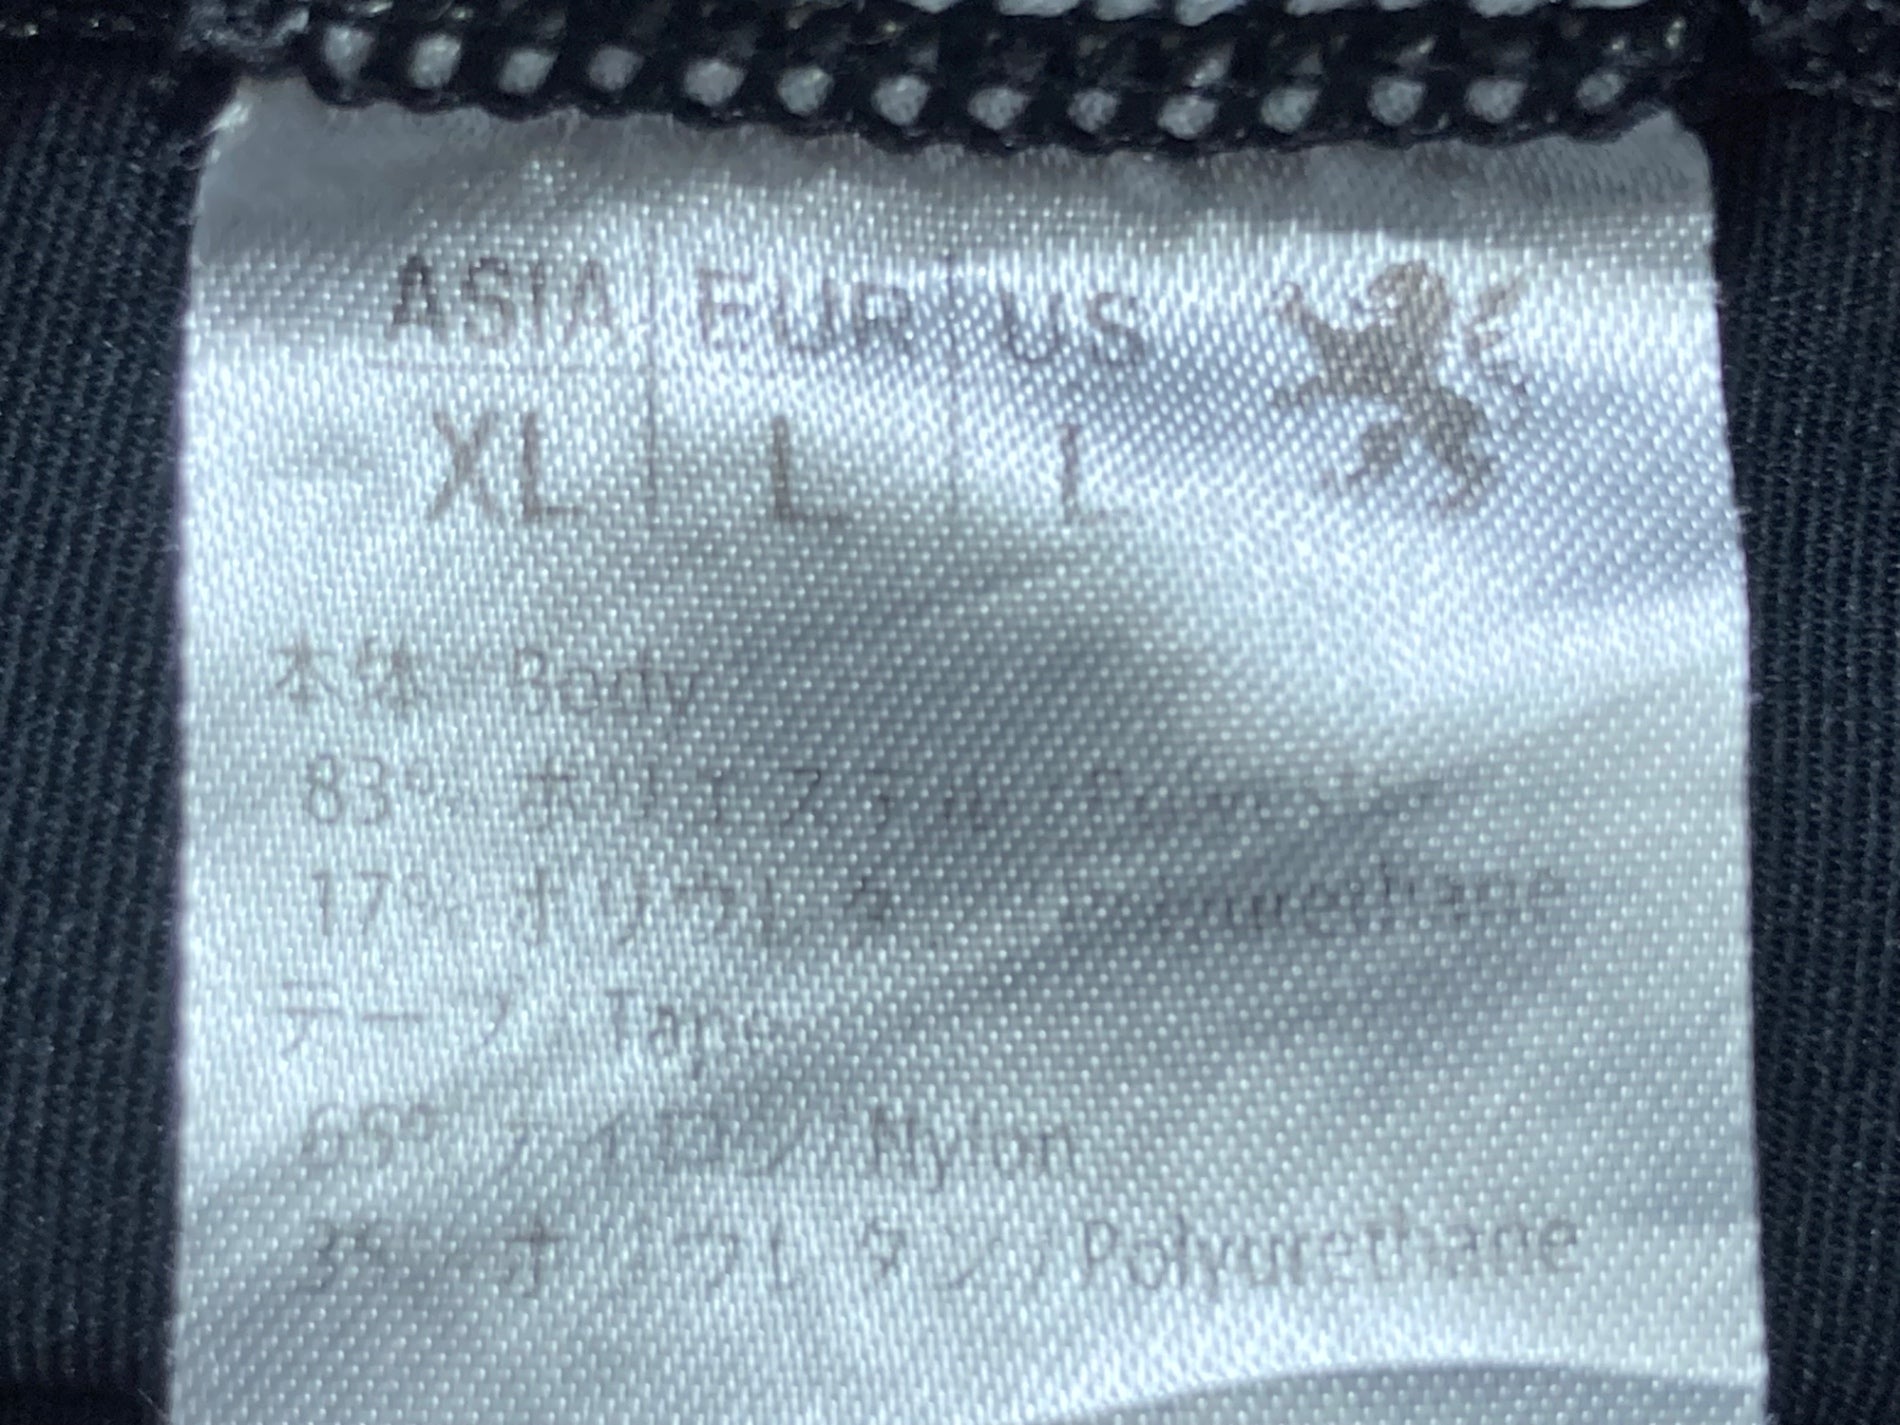 ASIA EUR US
XL L L
本体 Body
83% ポリエステル Polyester
17% ポリウレタン Polyurethane
テープ Tape
ナイロン Nylon
ポリウレタン Polyurethane